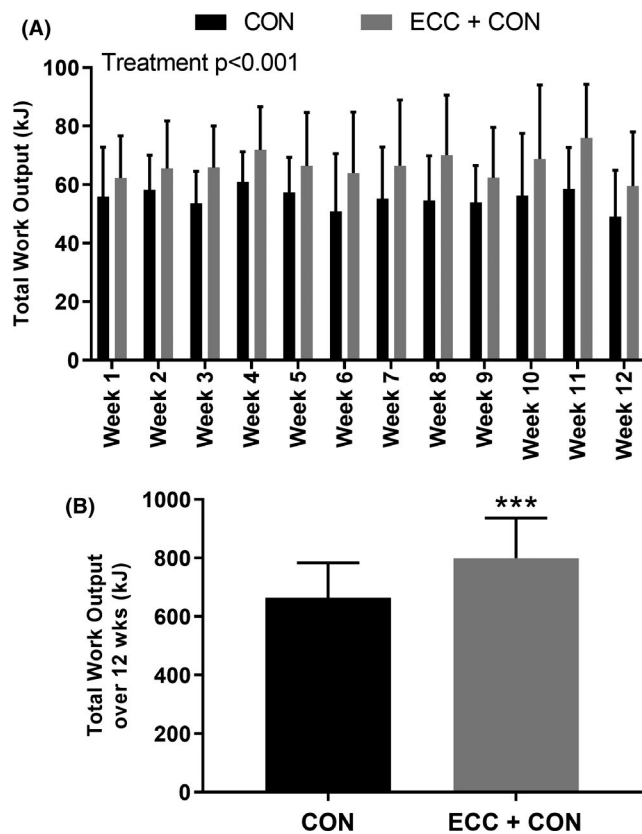 (A)
CON
ECC + CON
Treatment p<0.001
Total Work Output (kJ)
100
80
60
40
20
0
Week 1
Week 2
Week 3
Week 4
Week 5
Week 6
Week 7
Week 8
Week 9
Week 10
Week 11
Week 12
(B)
Total Work Output
over 12 wks (kJ)
1000
800
600
400
200
0
***
CON
ECC + CON